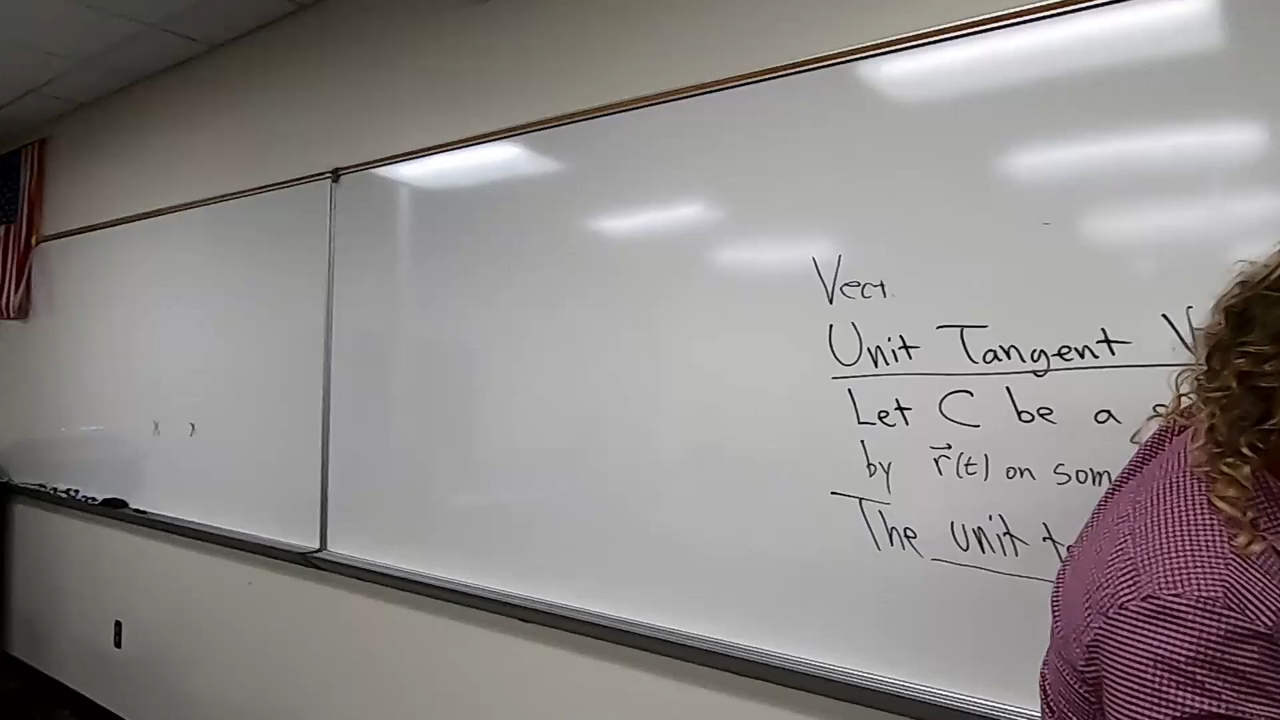 Vect.
Unit Tangent V
Let C be a
by r⃗(t) on som
The unit t